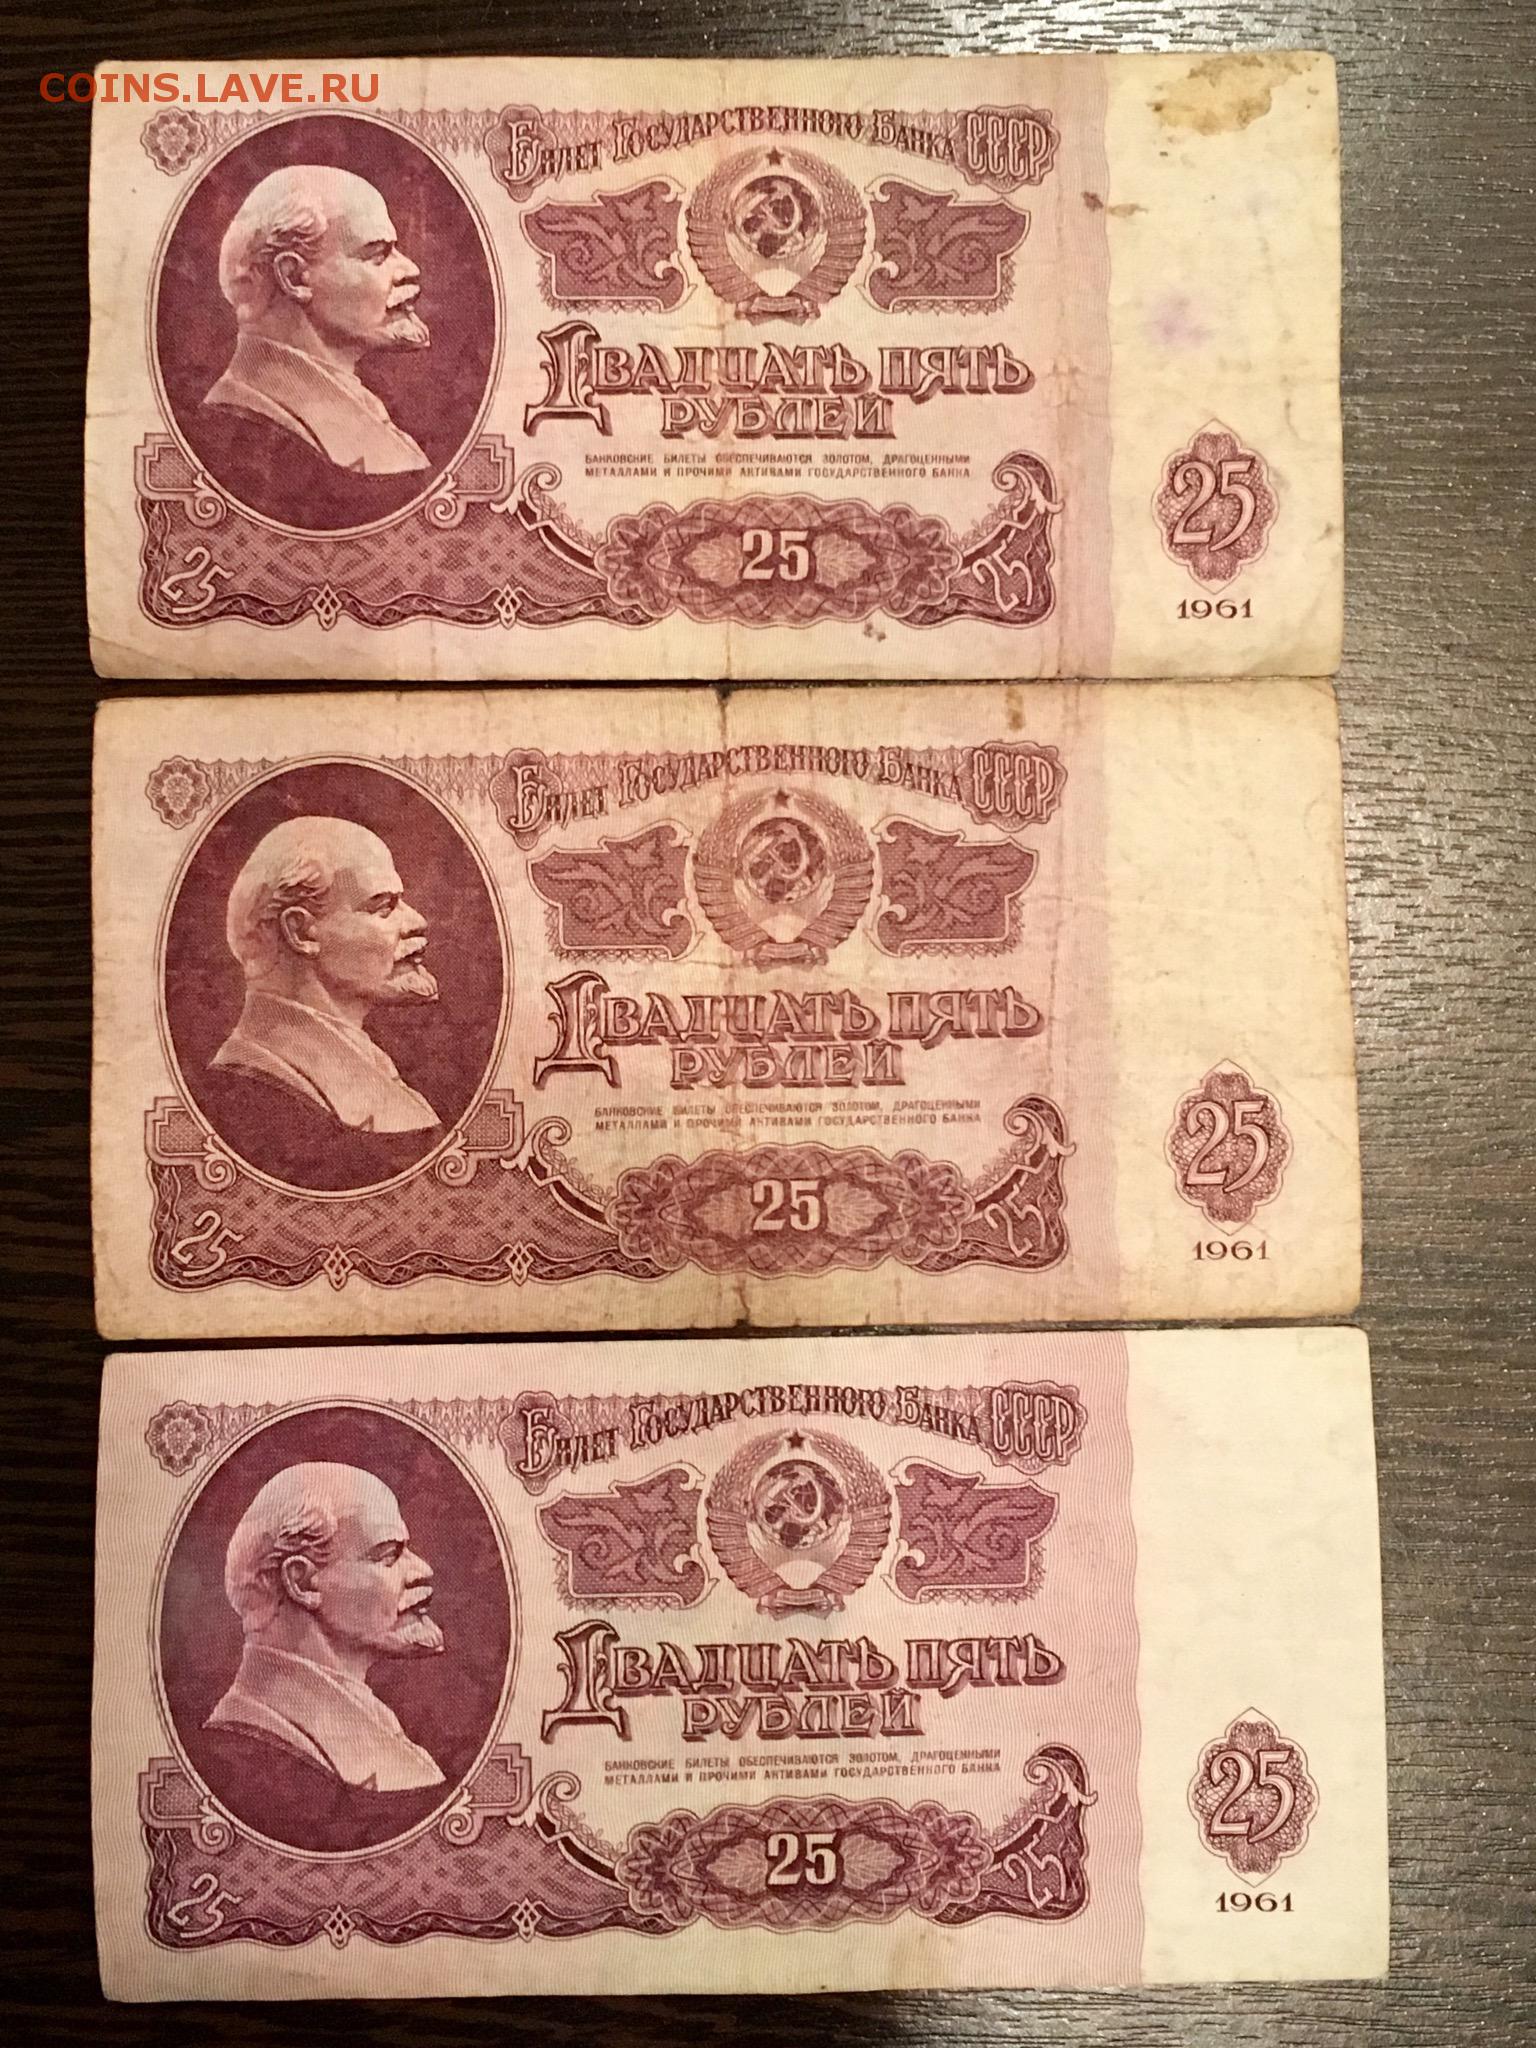 COINS.LAVE.RU
Билет Государственного Банка СССР
Двадцать пять
рублей
БАНКОВСКИЕ БИЛЕТЫ ОБЕСПЕЧИВАЮТСЯ ЗОЛОТОМ, ДРАГОЦЕННЫМИ
МЕТАЛЛАМИ И ПРОЧИМИ АКТИВАМИ ГОСУДАРСТВЕННОГО БАНКА
25
25
25
25
1961
Билет Государственного Банка СССР
Двадцать пять
рублей
БАНКОВСКИЕ БИЛЕТЫ ОБЕСПЕЧИВАЮТСЯ ЗОЛОТОМ, ДРАГОЦЕННЫМИ
МЕТАЛЛАМИ И ПРОЧИМИ АКТИВАМИ ГОСУДАРСТВЕННОГО БАНКА
25
25
25
25
1961
Билет Государственного Банка СССР
Двадцать пять
рублей
БАНКОВСКИЕ БИЛЕТЫ ОБЕСПЕЧИВАЮТСЯ ЗОЛОТОМ, ДРАГОЦЕННЫМИ
МЕТАЛЛАМИ И ПРОЧИМИ АКТИВАМИ ГОСУДАРСТВЕННОГО БАНКА
25
25
25
25
1961